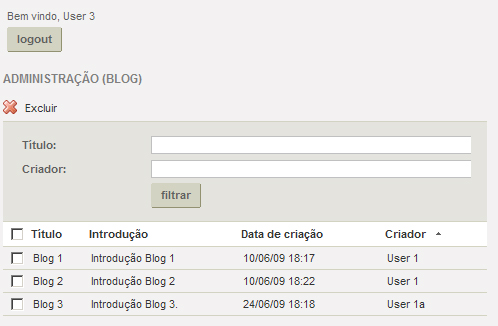 Bem vindo, User 3
logout
ADMINISTRAÇÃO (BLOG)
Excluir
Título:
Criador:
filtrar
Título Introdução Data de criação Criador
Blog 1 Introdução Blog 1 10/06/09 18:17 User 1
Blog 2 Introdução Blog 2 10/06/09 18:22 User 1
Blog 3 Introdução Blog 3. 24/06/09 18:18 User 1a